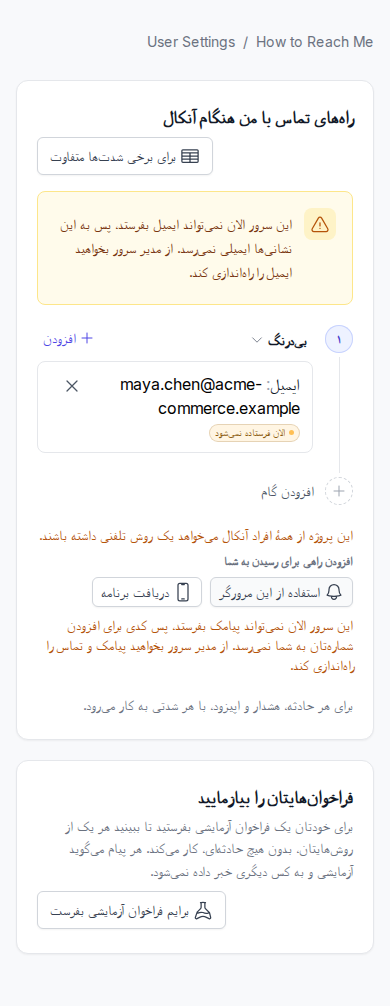 User Settings / How to Reach Me
راه‌های تماس با من هنگام آنکال
برای برخی شدت‌ها متفاوت
این سرور الان نمی‌تواند ایمیل بفرستد، پس به این
نشانی‌ها ایمیلی نمی‌رسد. از مدیر سرور بخواهید
ایمیل را راه‌اندازی کند.
۱
بی‌درنگ
افزودن
ایمیل: maya.chen@acme-
commerce.example
الان فرستاده نمی‌شود
افزودن گام
این پروژه از همهٔ افراد آنکال می‌خواهد یک روش تلفنی داشته باشند.
افزودن راهی برای رسیدن به شما
استفاده از این مرورگر
دریافت برنامه
این سرور الان نمی‌تواند پیامک بفرستد، پس کدی برای افزودن
شماره‌تان به شما نمی‌رسد. از مدیر سرور بخواهید پیامک و تماس را
راه‌اندازی کند.
برای هر حادثه، هشدار و اپیزود، با هر شدتی به کار می‌رود.
فراخوان‌هایتان را بیازمایید
برای خودتان یک فراخوان آزمایشی بفرستید تا ببینید هر یک از
روش‌هایتان، بدون هیچ حادثه‌ای، کار می‌کند. هر پیام می‌گوید
آزمایشی و به کس دیگری خبر داده نمی‌شود.
برایم فراخوان آزمایشی بفرست